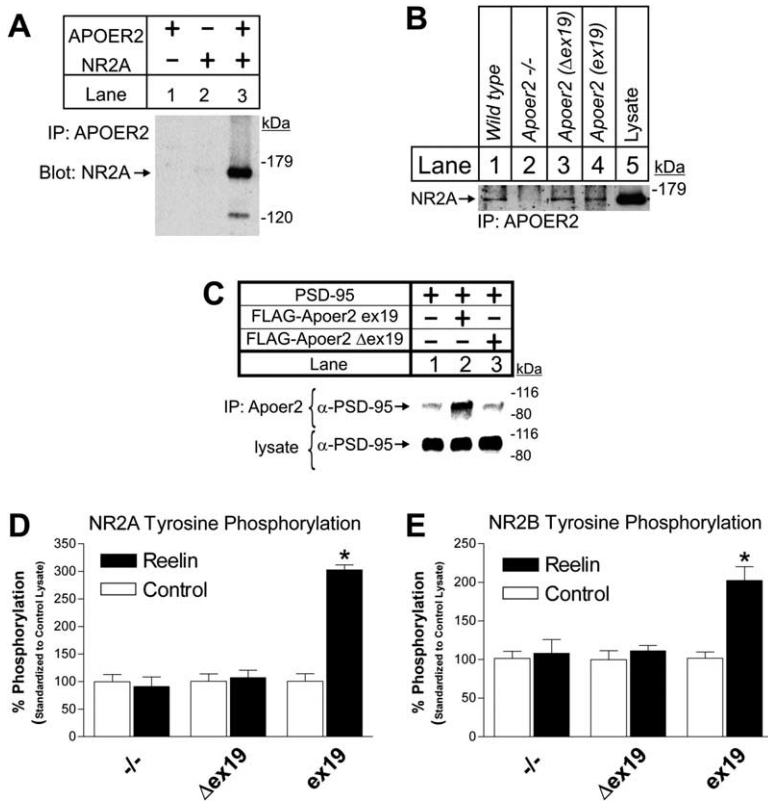 A
APOER2 + - +
NR2A - + +
Lane 1 2 3
IP: APOER2
kDa
Blot: NR2A→
-179
-120
B
Wild type
Apoer2 -/-
Apoer2 (Δex19)
Apoer2 (ex19)
Lysate
Lane 1 2 3 4 5 kDa
NR2A→
-179
IP: APOER2
C
PSD-95 + + +
FLAG-Apoer2 ex19 - + -
FLAG-Apoer2 Δex19 - - +
Lane 1 2 3 kDa
IP: Apoer2 { α-PSD-95→
-116
-80
lysate { α-PSD-95→
-116
-80
D
NR2A Tyrosine Phosphorylation
% Phosphorylation
(Standardized to Control Lysate)
350
300
250
200
150
100
50
0
Reelin
Control
*
-/-
Δex19
ex19
E
NR2B Tyrosine Phosphorylation
% Phosphorylation
(Standardized to Control Lysate)
250
200
150
100
50
0
Reelin
Control
*
-/-
Δex19
ex19